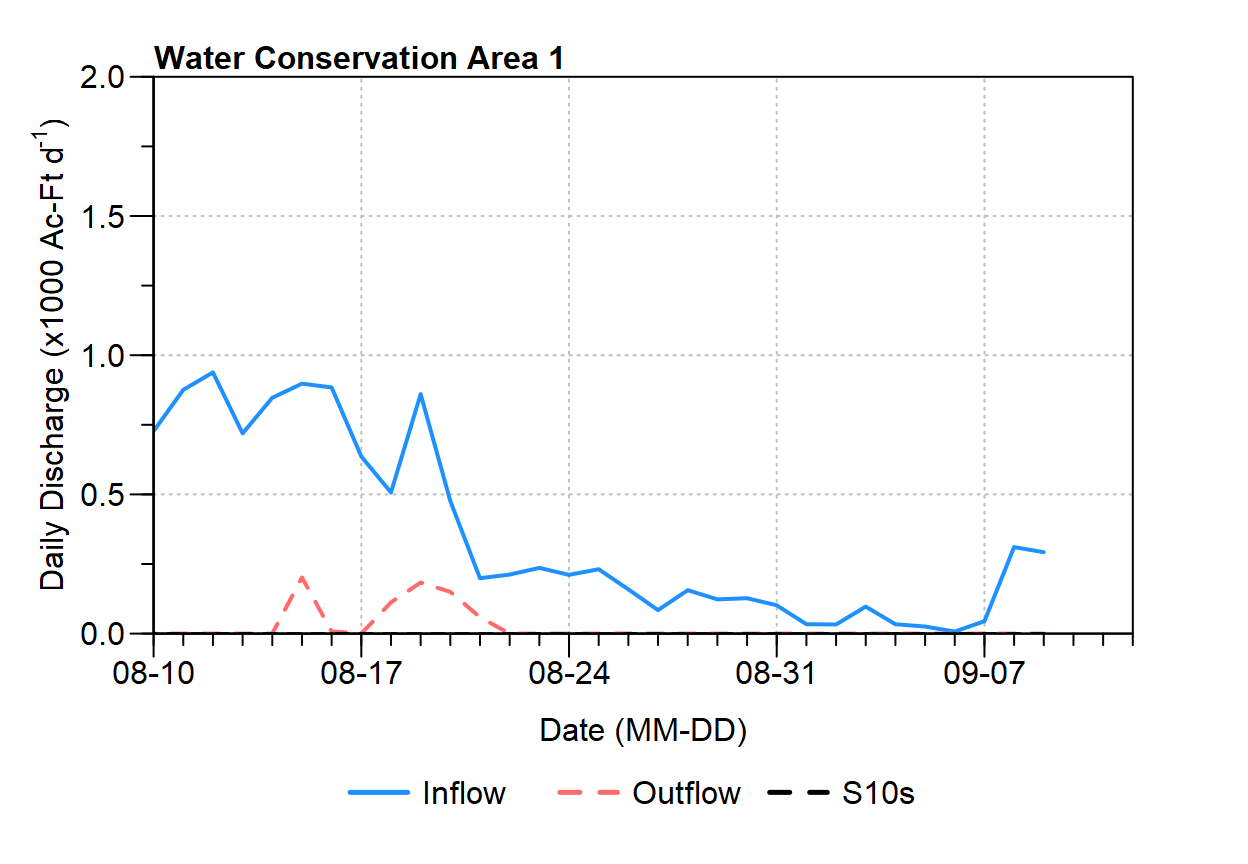 Water Conservation Area 1
Daily Discharge (x1000 Ac-Ft d-1)
2.0
1.5
1.0
0.5
0.0
08-10 08-17 08-24 08-31 09-07
Date (MM-DD)
Inflow Outflow S10s